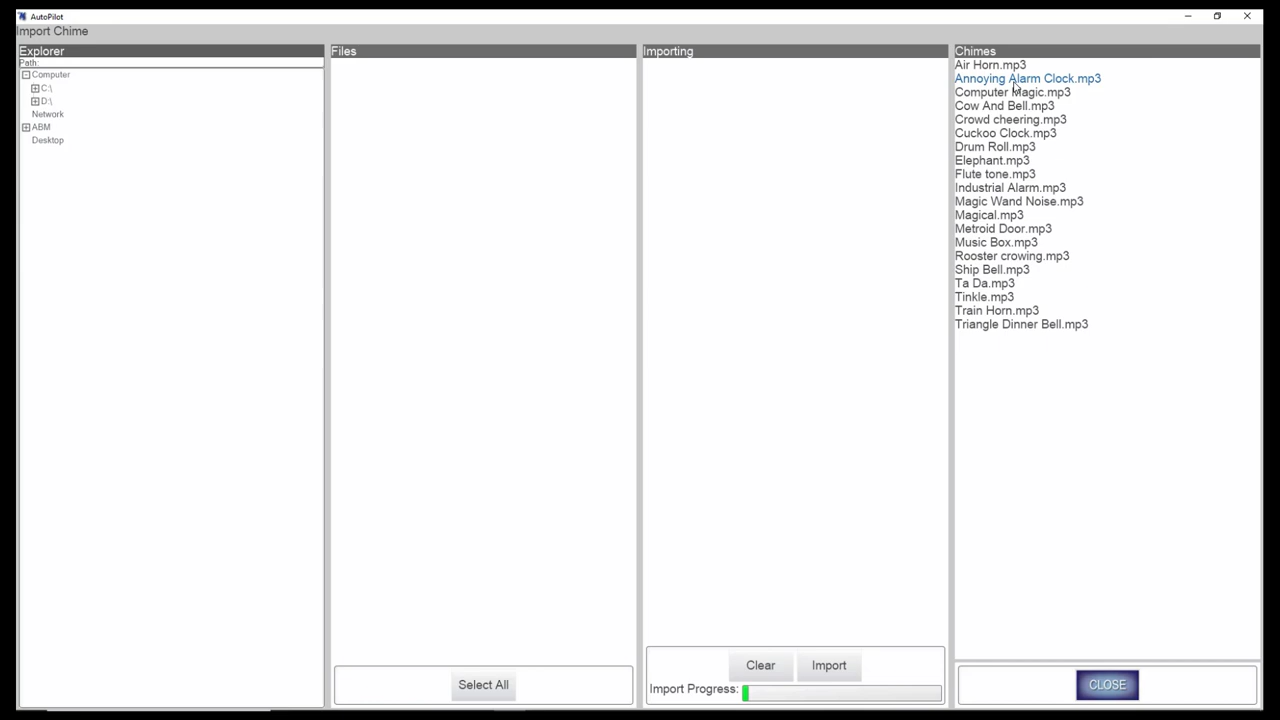 AutoPilot
Import Chime
Explorer
Path:
Computer
C:\
D:\
Network
ABM
Desktop
Files
Select All
Importing
Clear
Import
Import Progress:
Chimes
Air Horn.mp3
Annoying Alarm Clock.mp3
Computer Magic.mp3
Cow And Bell.mp3
Crowd cheering.mp3
Cuckoo Clock.mp3
Drum Roll.mp3
Elephant.mp3
Flute tone.mp3
Industrial Alarm.mp3
Magic Wand Noise.mp3
Magical.mp3
Metroid Door.mp3
Music Box.mp3
Rooster crowing.mp3
Ship Bell.mp3
Ta Da.mp3
Tinkle.mp3
Train Horn.mp3
Triangle Dinner Bell.mp3
CLOSE